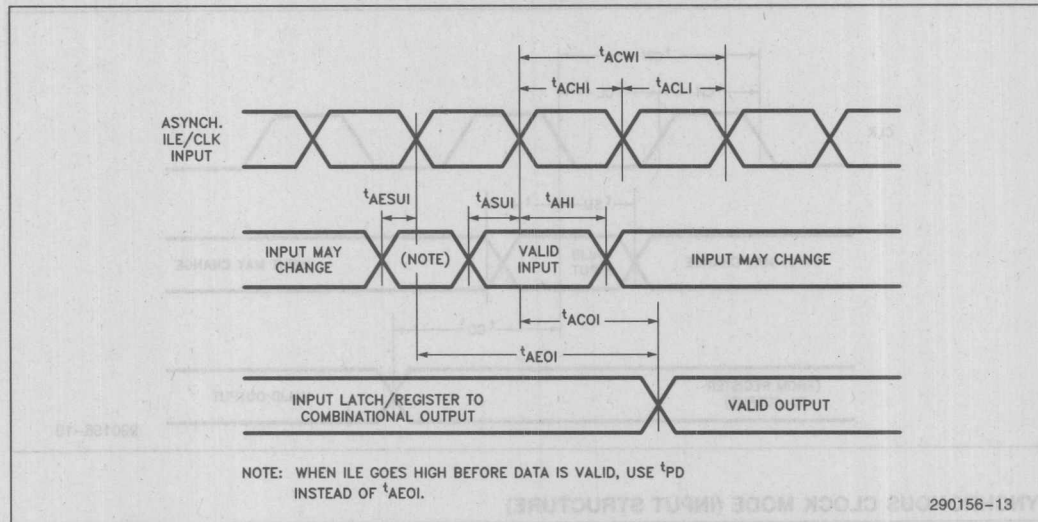 tACWI
tACHI
tACLI
ASYNCH.
ILE/CLK
INPUT
tAESUI
tASUI
tAHI
INPUT MAY
CHANGE
(NOTE)
VALID
INPUT
INPUT MAY CHANGE
tACOI
tAEOI
INPUT LATCH/REGISTER TO
COMBINATIONAL OUTPUT
VALID OUTPUT
NOTE: WHEN ILE GOES HIGH BEFORE DATA IS VALID, USE tPD
INSTEAD OF tAEOI.
290156-13